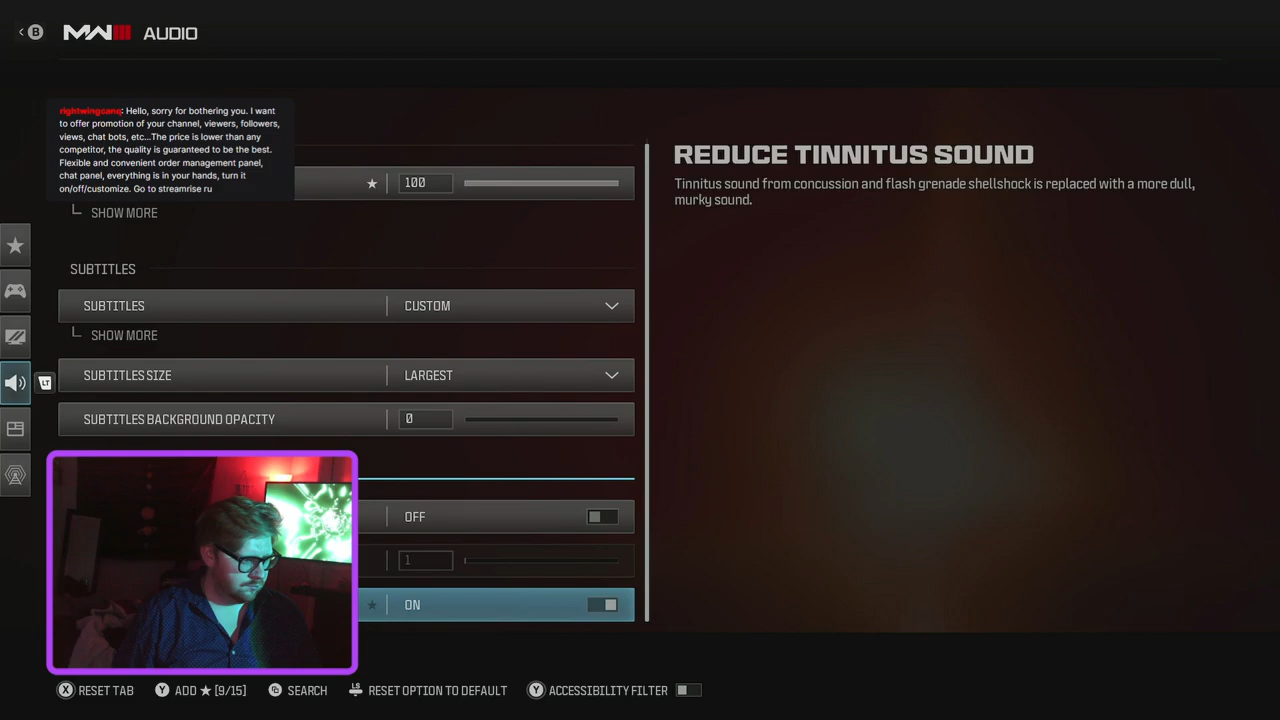 B MWIII AUDIO
rightwingcang: Hello, sorry for bothering you. I want
to offer promotion of your channel, viewers, followers,
views, chat bots, etc...The price is lower than any
competitor, the quality is guaranteed to be the best.
Flexible and convenient order management panel,
chat panel, everything is in your hands, turn it
on/off/customize. Go to streamrise ru
100
SHOW MORE
SUBTITLES
SUBTITLES CUSTOM
SHOW MORE
SUBTITLES SIZE LARGEST
LT
SUBTITLES BACKGROUND OPACITY 0
OFF
1
ON
REDUCE TINNITUS SOUND
Tinnitus sound from concussion and flash grenade shellshock is replaced with a more dull,
murky sound.
X RESET TAB Y ADD ★ [9/15] SEARCH LS RESET OPTION TO DEFAULT Y ACCESSIBILITY FILTER